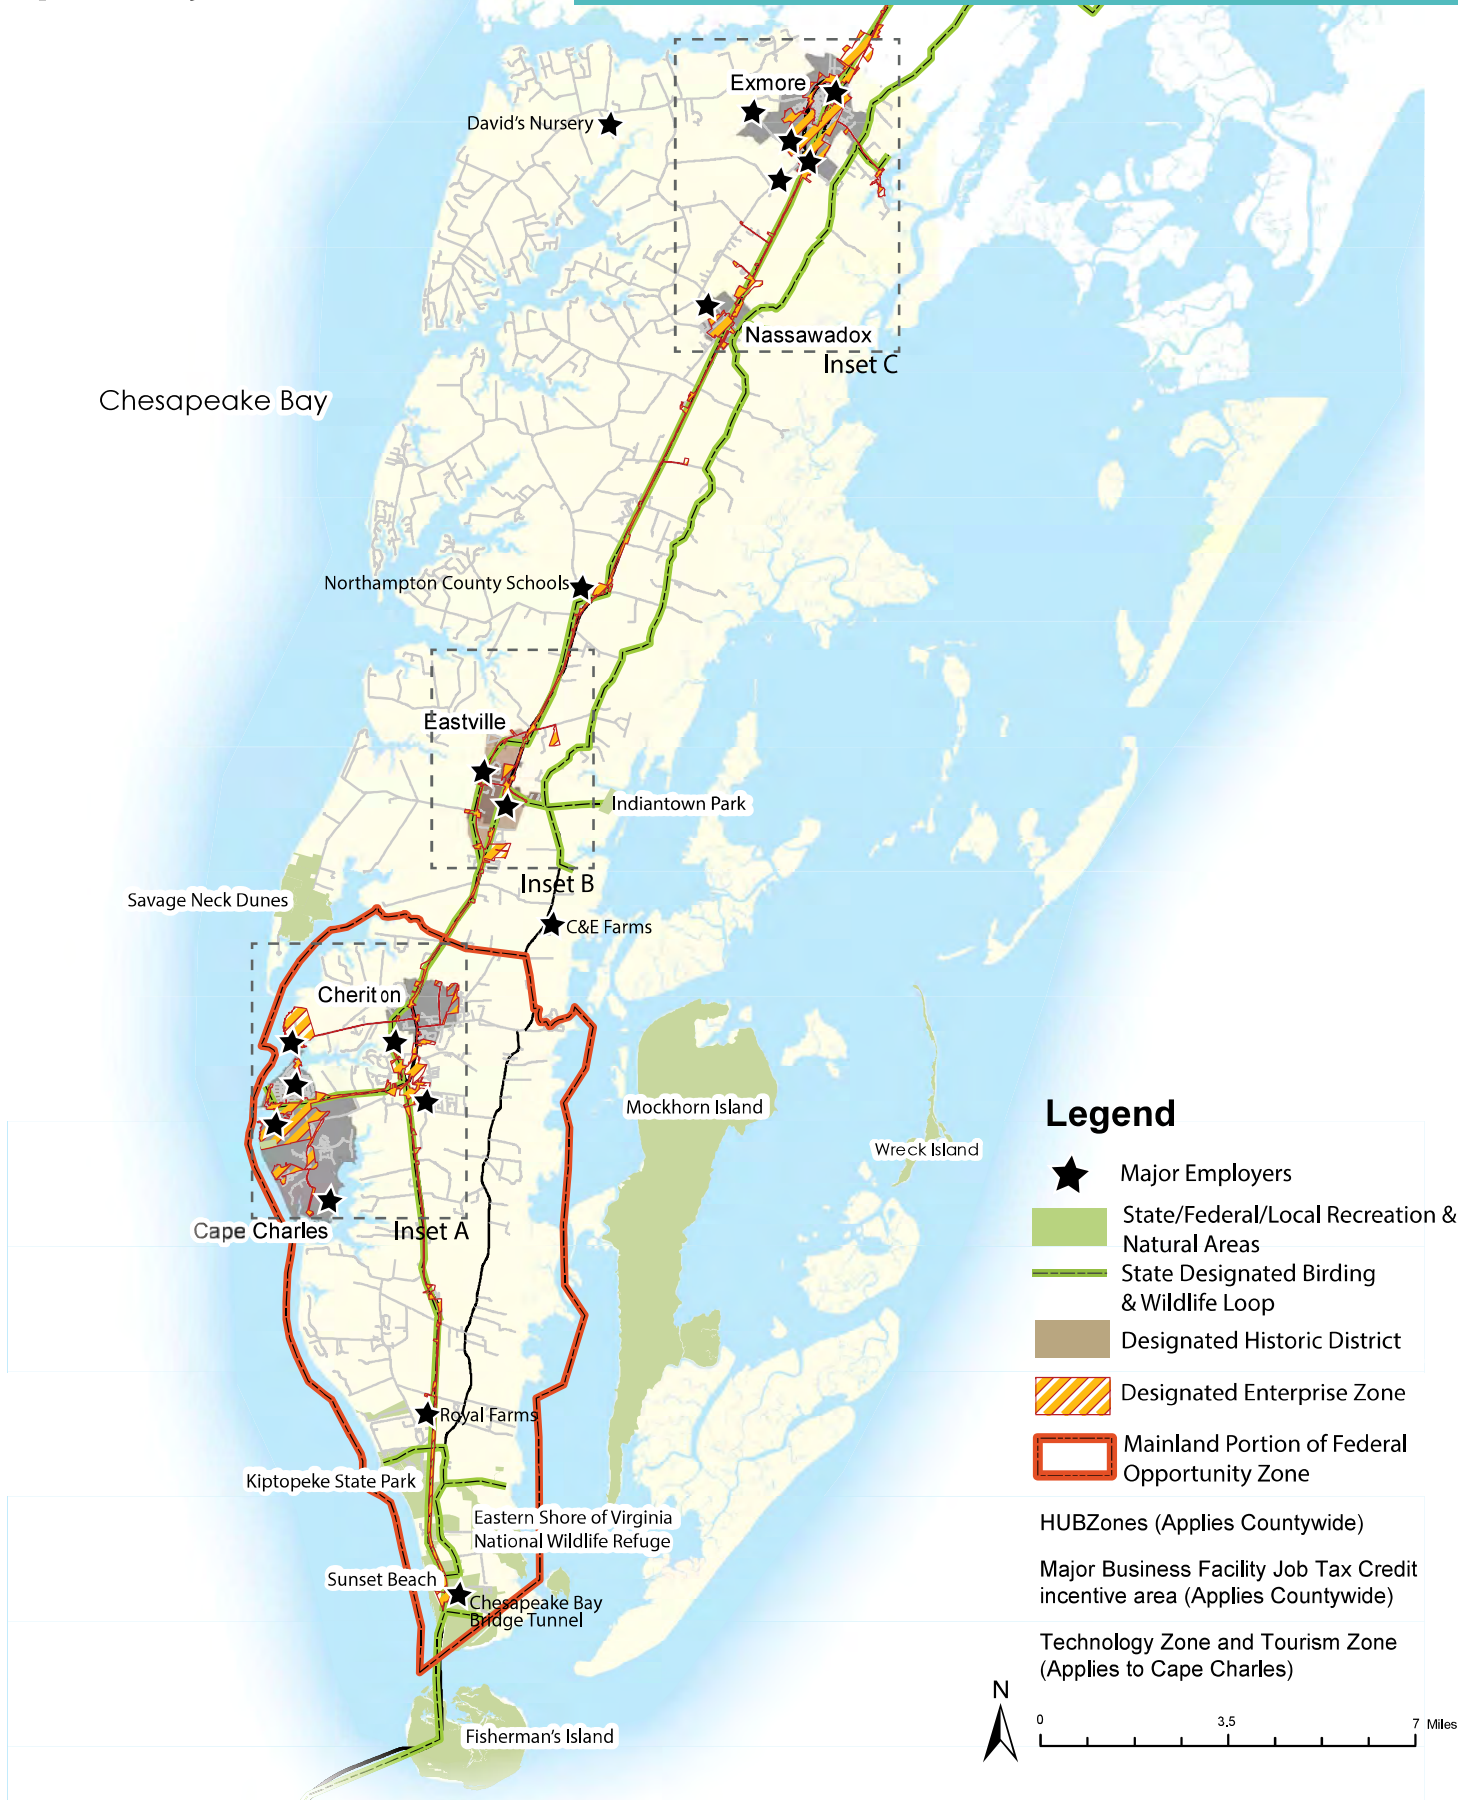 Exmore
David's Nursery
Nassawadox
Inset C
Chesapeake Bay
Northampton County Schools
Eastville
Indiantown Park
Inset B
Savage Neck Dunes
C&E Farms
Cheriton
Mockhorn Island
Wreck Island
Cape Charles
Inset A
Royal Farms
Kiptopeke State Park
Eastern Shore of Virginia
National Wildlife Refuge
Sunset Beach
Chesapeake Bay
Bridge Tunnel
Fisherman's Island
Legend
Major Employers
State/Federal/Local Recreation &
Natural Areas
State Designated Birding
& Wildlife Loop
Designated Historic District
Designated Enterprise Zone
Mainland Portion of Federal
Opportunity Zone
HUBZones (Applies Countywide)
Major Business Facility Job Tax Credit
incentive area (Applies Countywide)
Technology Zone and Tourism Zone
(Applies to Cape Charles)
N
0 3.5 7 Miles